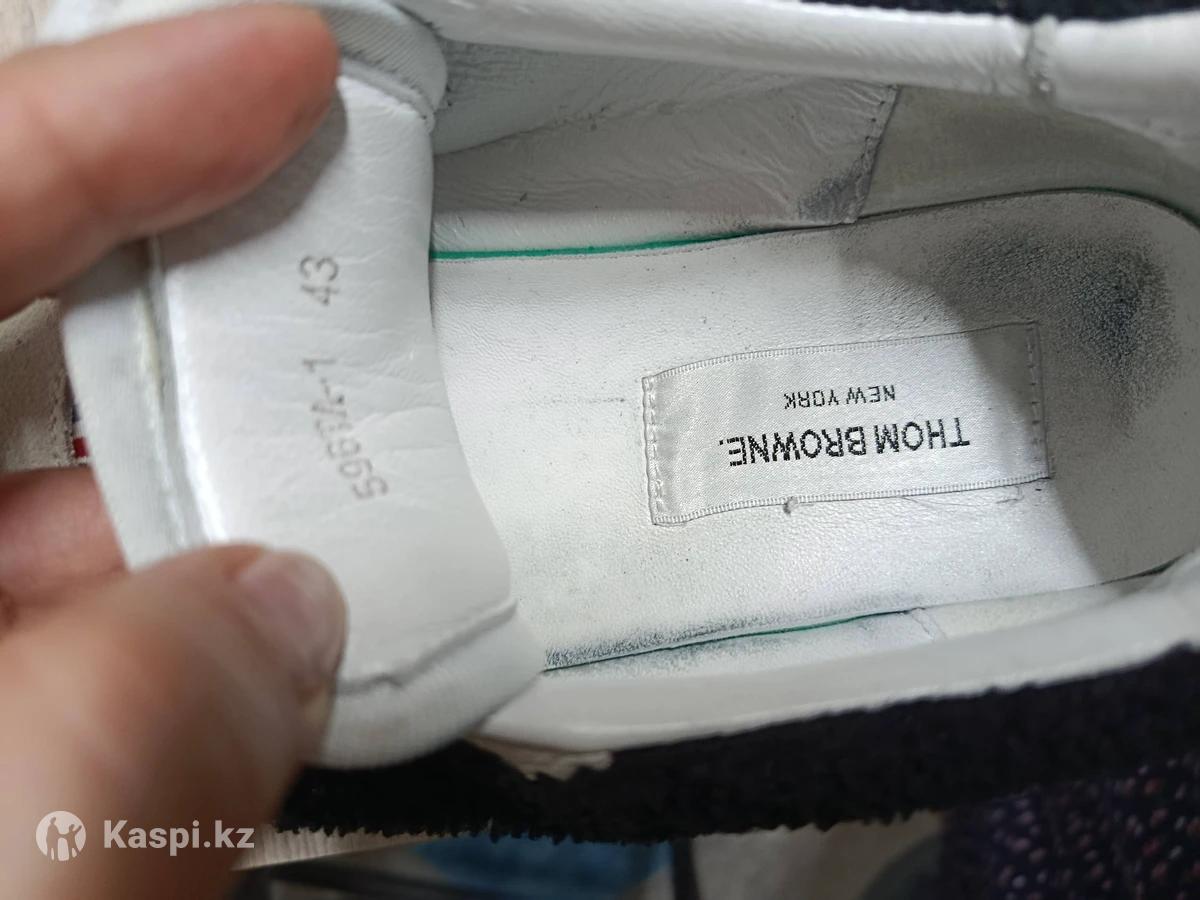 43
THOM BROWNE.
NEW YORK
Kaspi.kz